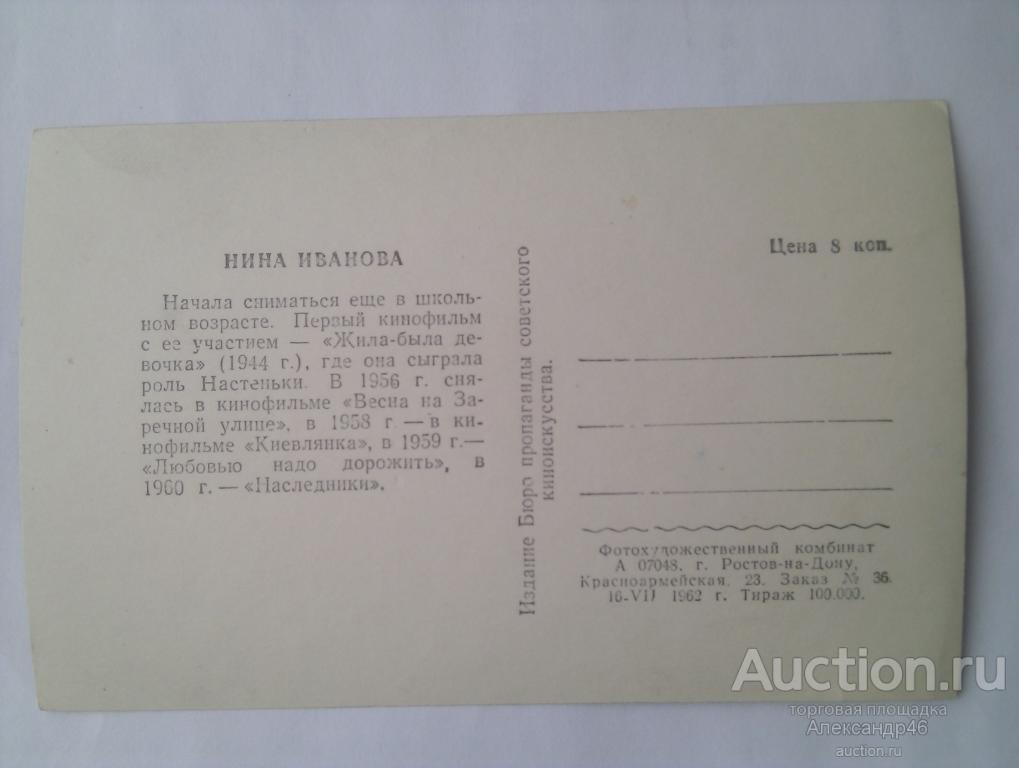 НИНА ИВАНОВА
Начала сниматься еще в школь-
ном возрасте. Первый кинофильм
с ее участием — «Жила-была де-
вочка» (1944 г.), где она сыграла
роль Настеньки. В 1956 г. сня-
лась в кинофильме «Весна на За-
речной улице», в 1958 г. — в ки-
нофильме «Киевлянка», в 1959 г.—
«Любовью надо дорожить», в
1960 г. — «Наследники».
Издание Бюро пропаганды советского
киноискусства.
Цена 8 коп.
Фотохудожественный комбинат
А 07048. г. Ростов-на-Дону,
Красноармейская, 23. Заказ № 36.
16-VII 1962 г. Тираж 100.000.
Auction.ru
торговая площадка
Александр46
auction.ru